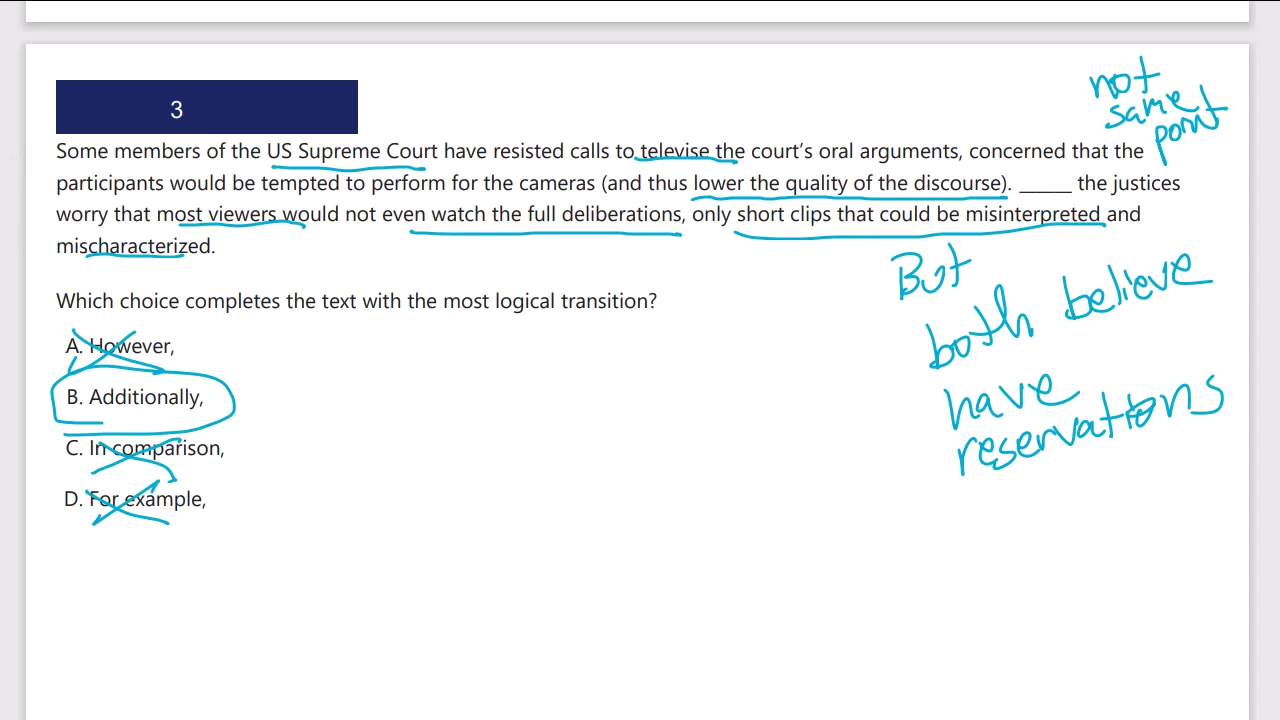 3
not
same
point
Some members of the US Supreme Court have resisted calls to televise the court's oral arguments, concerned that the
participants would be tempted to perform for the cameras (and thus lower the quality of the discourse). _____ the justices
worry that most viewers would not even watch the full deliberations, only short clips that could be misinterpreted and
mischaracterized.
But
both believe
have
reservations
Which choice completes the text with the most logical transition?
A. However,
B. Additionally,
C. In comparison,
D. For example,